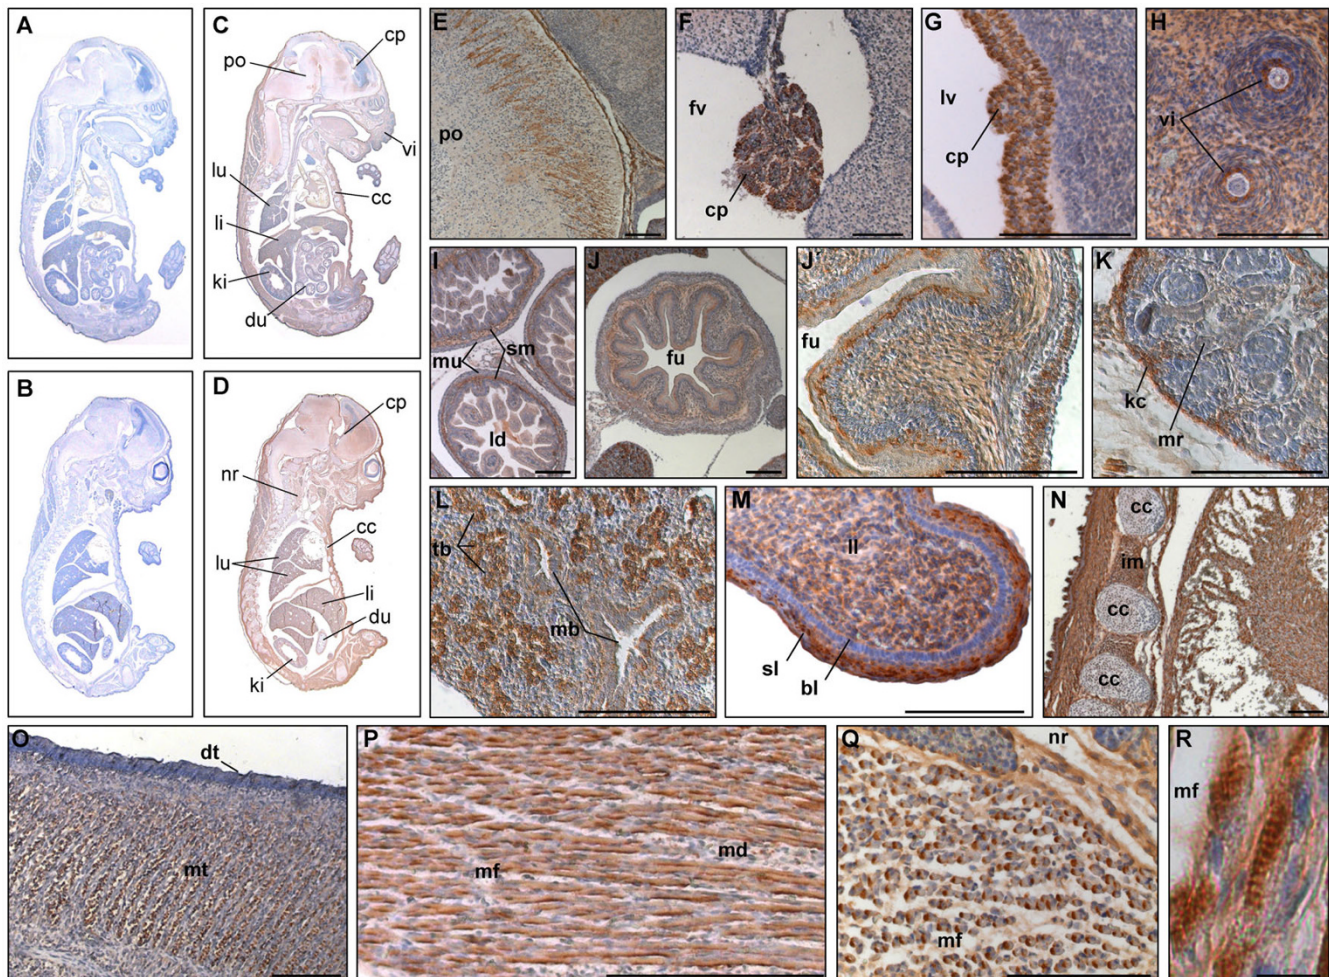 A
C
cp
po
vi
lu
cc
li
ki
du
B
D
cp
nr
cc
lu
li
du
ki
E
po
F
fv
cp
G
lv
cp
H
vi
I
mu
sm
ld
J
fu
J'
fu
K
kc
mr
L
tb
mb
M
ll
sl
bl
N
cc
im
cc
cc
O
dt
mt
P
md
mf
Q
nr
mf
R
mf